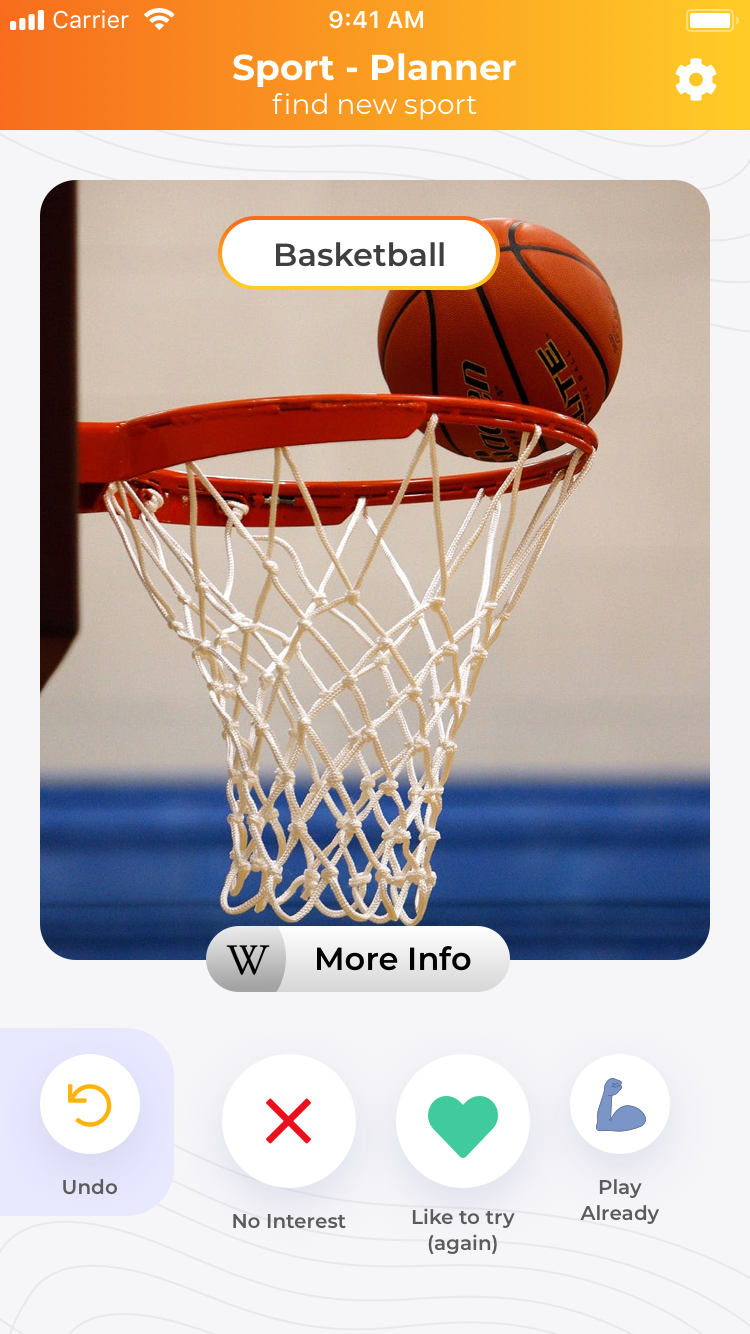 Carrier
9:41 AM
Sport - Planner
find new sport
Basketball
W
More Info
Undo
No Interest
Like to try
(again)
Play
Already